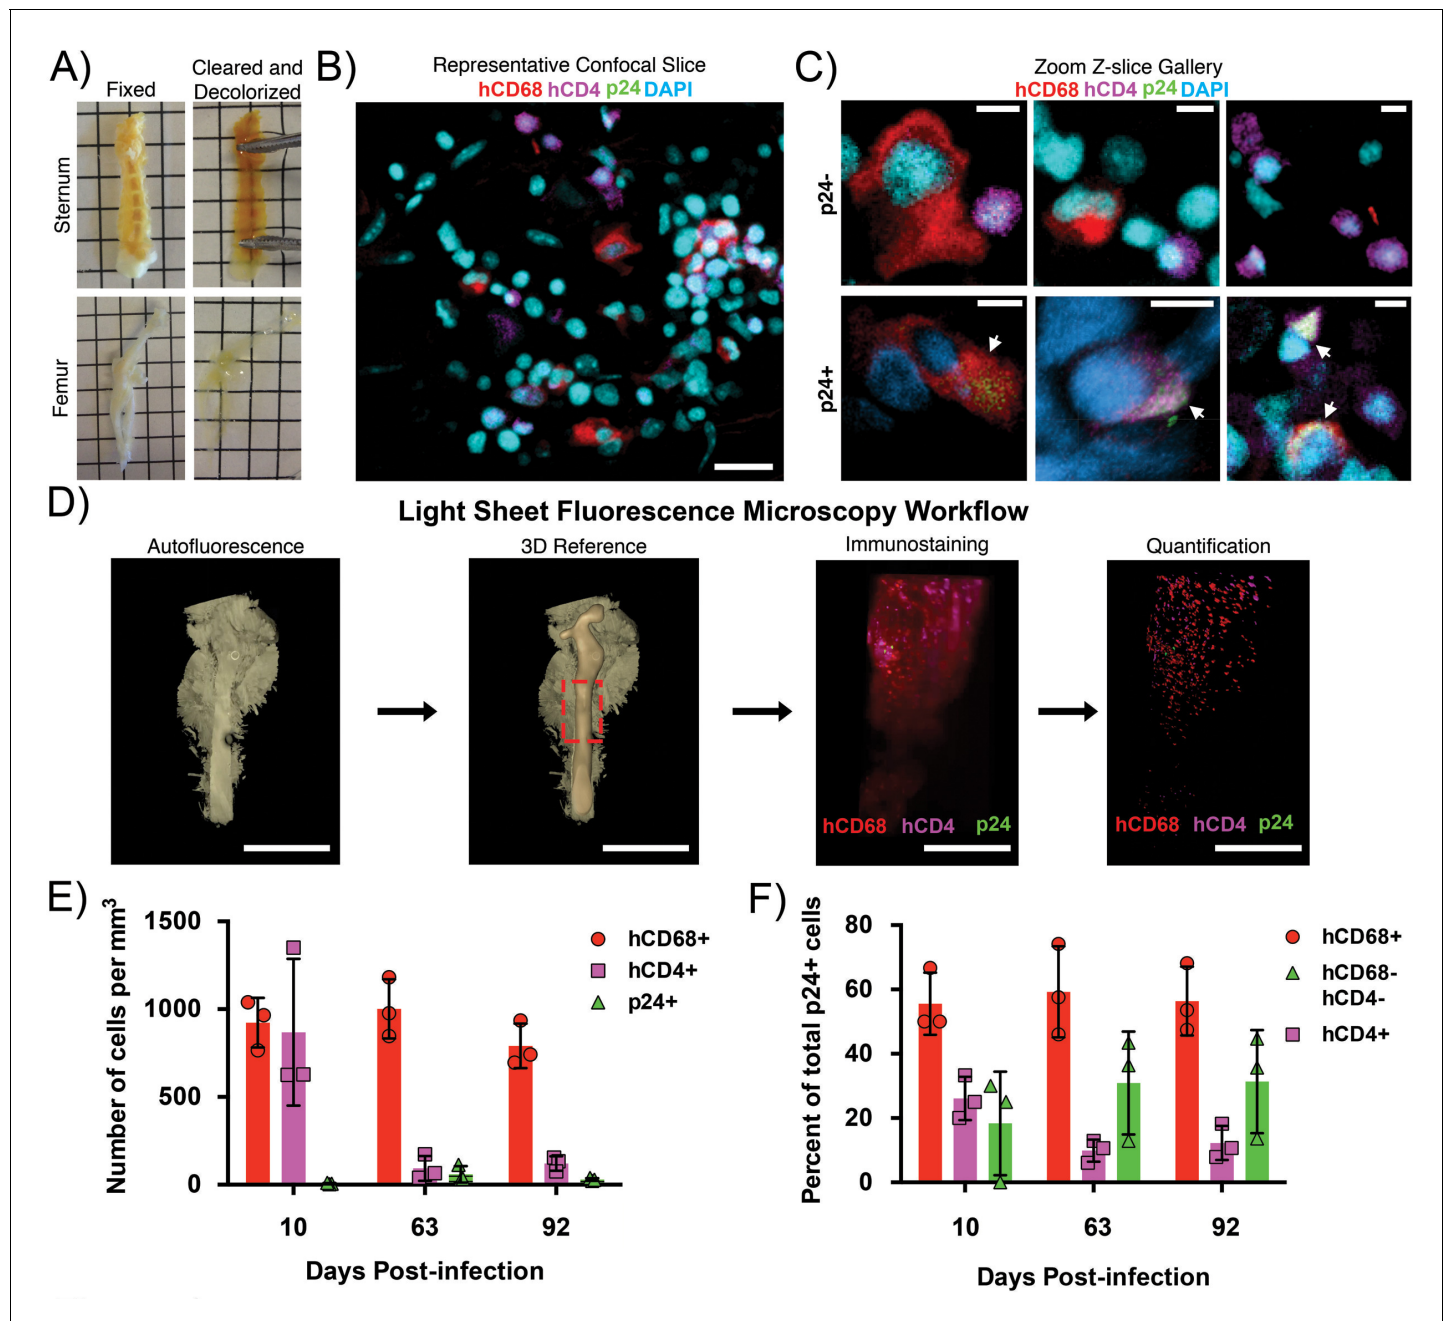 A)
Fixed
Cleared and
Decolorized
Sternum
Femur
B)
Representative Confocal Slice
hCD68 hCD4 p24 DAPI
C)
Zoom Z-slice Gallery
hCD68 hCD4 p24 DAPI
p24-
p24+
D)
Light Sheet Fluorescence Microscopy Workflow
Autofluorescence
3D Reference
Immunostaining
Quantification
hCD68 hCD4 p24
hCD68 hCD4 p24
E)
Number of cells per mm3
1500
1000
500
0
10 63 92
Days Post-infection
hCD68+
hCD4+
p24+
F)
Percent of total p24+ cells
80
60
40
20
0
10 63 92
Days Post-infection
hCD68+
hCD68-
hCD4-
hCD4+